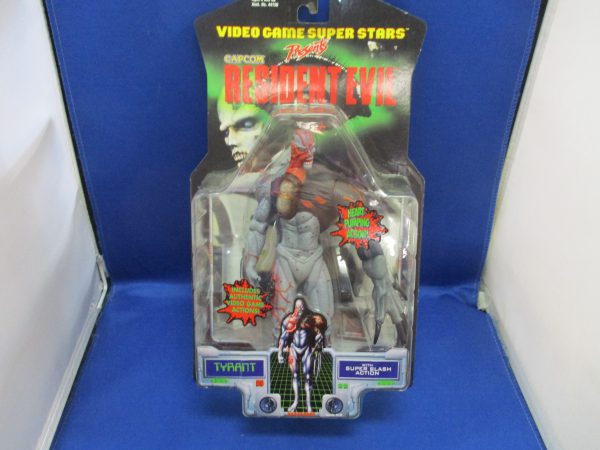 VIDEO GAME SUPER STARS
Presents
CAPCOM
RESIDENT EVIL
HEART
PUMPING
ACTION!
INCLUDES
AUTHENTIC
VIDEO GAME
ACTIONS!
TYRANT
WITH
SUPER SLASH
ACTION